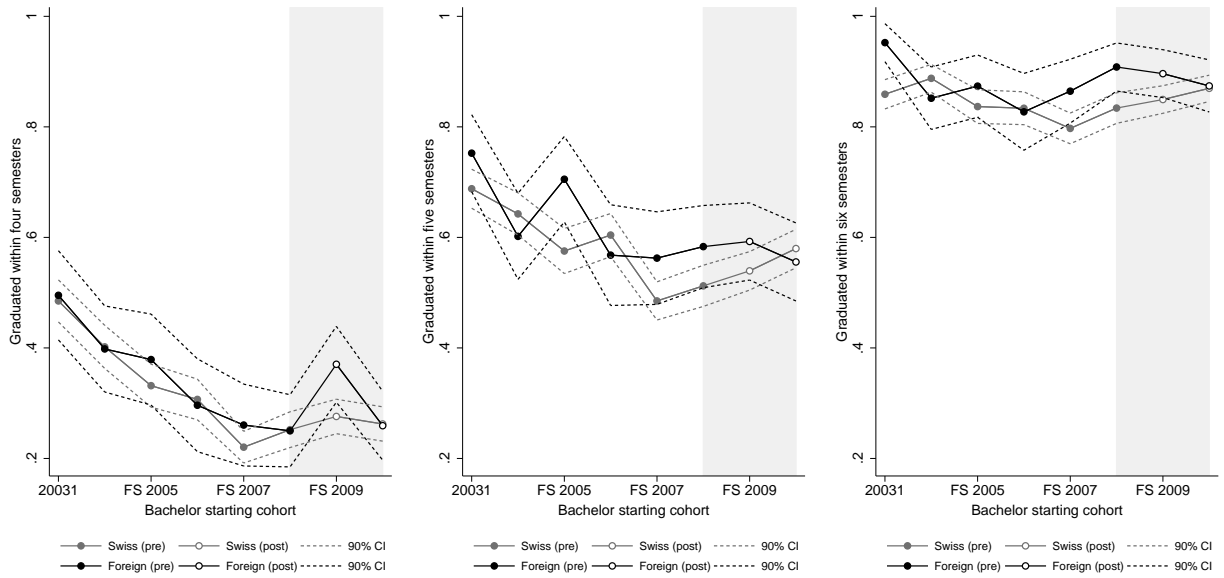 Graduated within four semesters
1
.8
.6
.4
.2
20031 FS 2005 FS 2007 FS 2009
Bachelor starting cohort
Swiss (pre) Swiss (post) 90% CI
Foreign (pre) Foreign (post) 90% CI
Graduated within five semesters
1
.8
.6
.4
.2
20031 FS 2005 FS 2007 FS 2009
Bachelor starting cohort
Swiss (pre) Swiss (post) 90% CI
Foreign (pre) Foreign (post) 90% CI
Graduated within six semesters
1
.8
.6
.4
.2
20031 FS 2005 FS 2007 FS 2009
Bachelor starting cohort
Swiss (pre) Swiss (post) 90% CI
Foreign (pre) Foreign (post) 90% CI